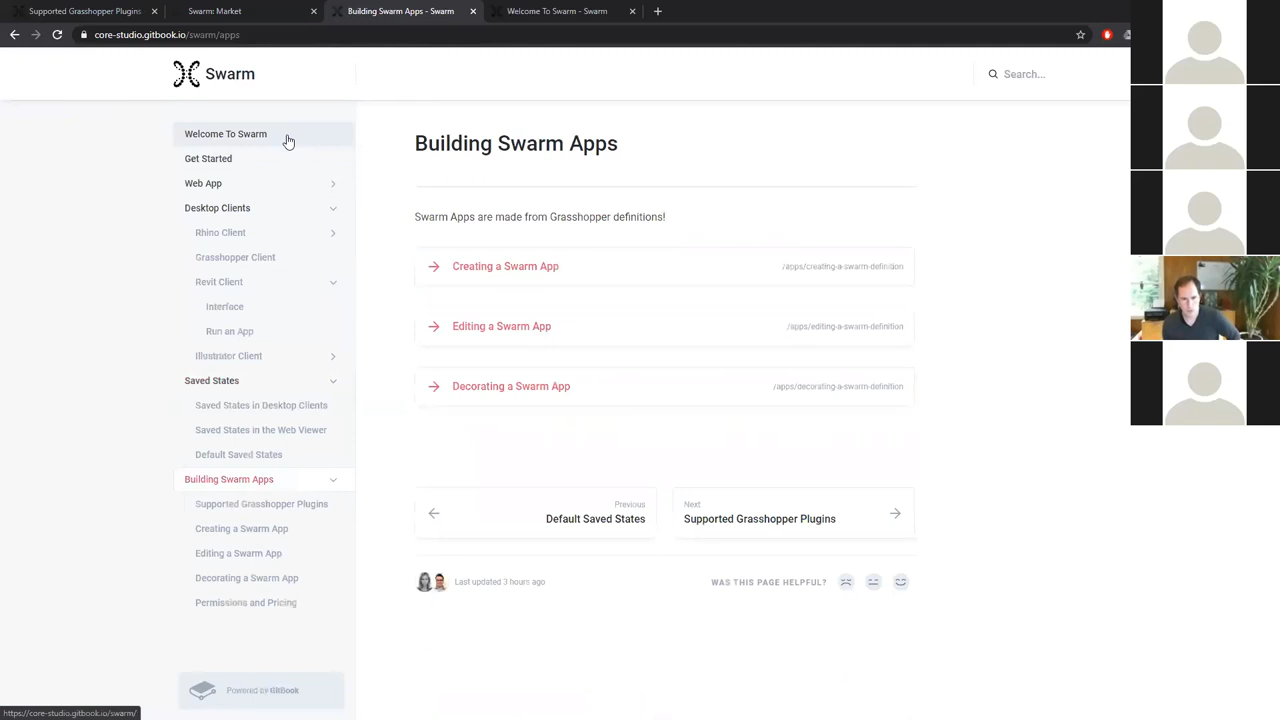 Supported Grasshopper Plugins
Swarm: Market
Building Swarm Apps - Swarm
Welcome To Swarm - Swarm
core-studio.gitbook.io/swarm/apps
Swarm
Search...
Welcome To Swarm
Get Started
Web App
Desktop Clients
Rhino Client
Grasshopper Client
Revit Client
Interface
Run an App
Illustrator Client
Saved States
Saved States in Desktop Clients
Saved States in the Web Viewer
Default Saved States
Building Swarm Apps
Supported Grasshopper Plugins
Creating a Swarm App
Editing a Swarm App
Decorating a Swarm App
Permissions and Pricing
Powered by GitBook
Building Swarm Apps
Swarm Apps are made from Grasshopper definitions!
Creating a Swarm App /apps/creating-a-swarm-definition
Editing a Swarm App /apps/editing-a-swarm-definition
Decorating a Swarm App /apps/decorating-a-swarm-definition
Previous
Default Saved States
Next
Supported Grasshopper Plugins
Last updated 3 hours ago
WAS THIS PAGE HELPFUL?
https://core-studio.gitbook.io/swarm/